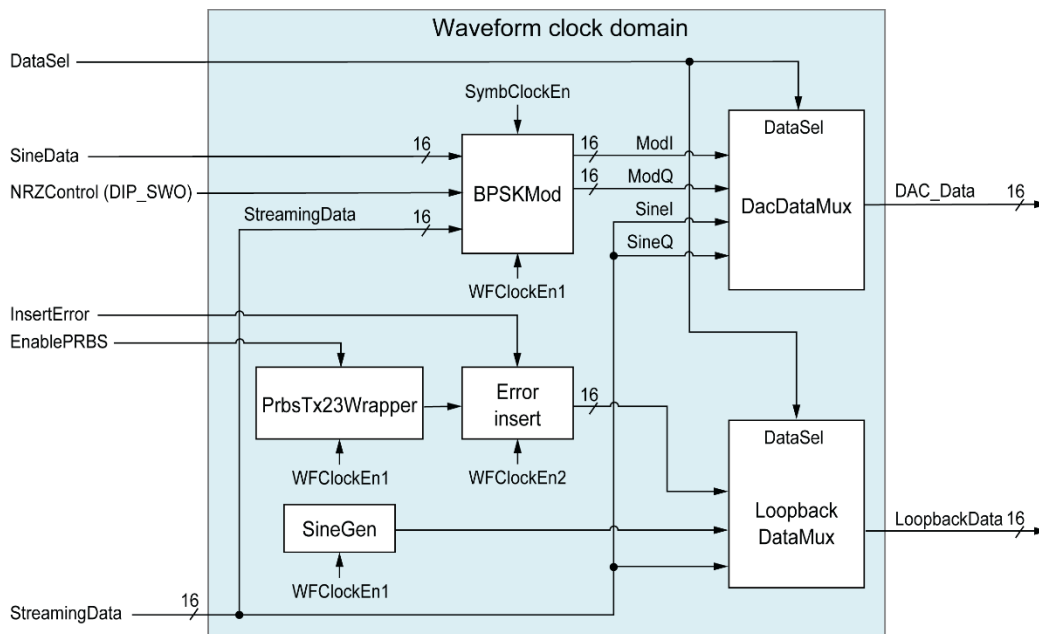 Waveform clock domain
DataSel
SymbClockEn
DataSel
SineData
16
16
ModI
NRZControl (DIP_SWO)
BPSKMod
16
ModQ
DacDataMux
DAC_Data
16
StreamingData
16
SineI
SineQ
WFClockEn1
InsertError
EnablePRBS
PrbsTx23Wrapper
Error
insert
16
DataSel
WFClockEn1
WFClockEn2
SineGen
Loopback
DataMux
LoopbackData
16
WFClockEn1
StreamingData
16